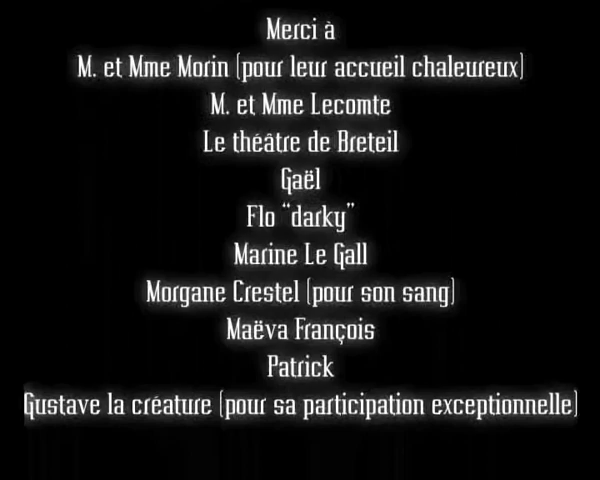 Merci à
M. et Mme Morin (pour leur accueil chaleureux)
M. et Mme Lecomte
Le théâtre de Breteil
Gaël
Flo “darky”
Marine Le Gall
Morgane Crestel (pour son sang)
Maëva François
Patrick
Gustave la créature (pour sa participation exceptionnelle)